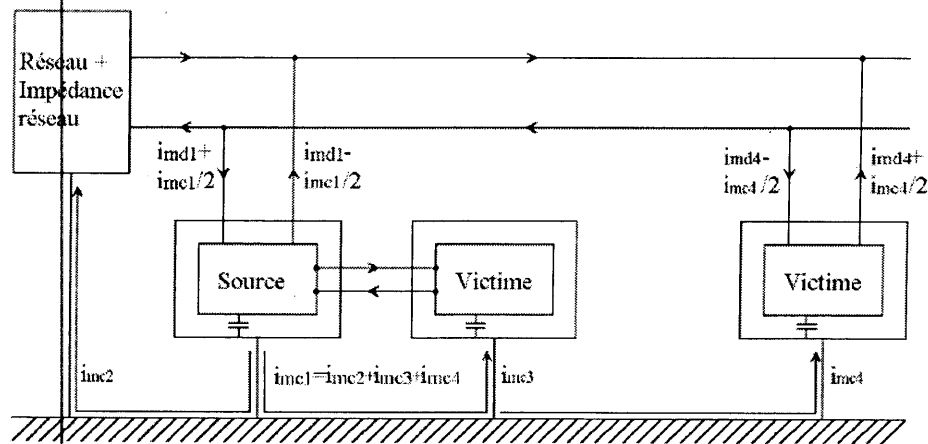 Réseau +
Impédance
réseau
imd1+
imc1/2
imd1-
imc1/2
imd4-
imc4/2
imd4+
imc4/2
Source
Victime
Victime
imc2
imc1=imc2+imc3+imc4
imc3
imc4